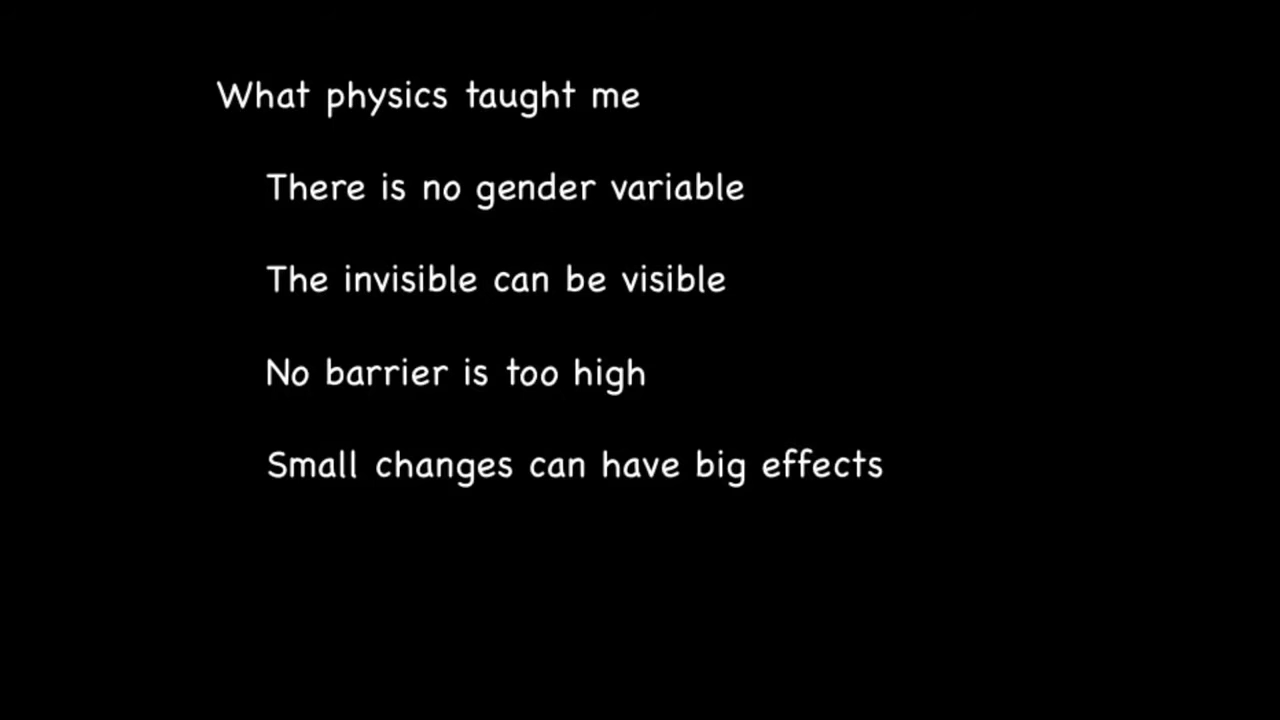 What physics taught me
There is no gender variable
The invisible can be visible
No barrier is too high
Small changes can have big effects